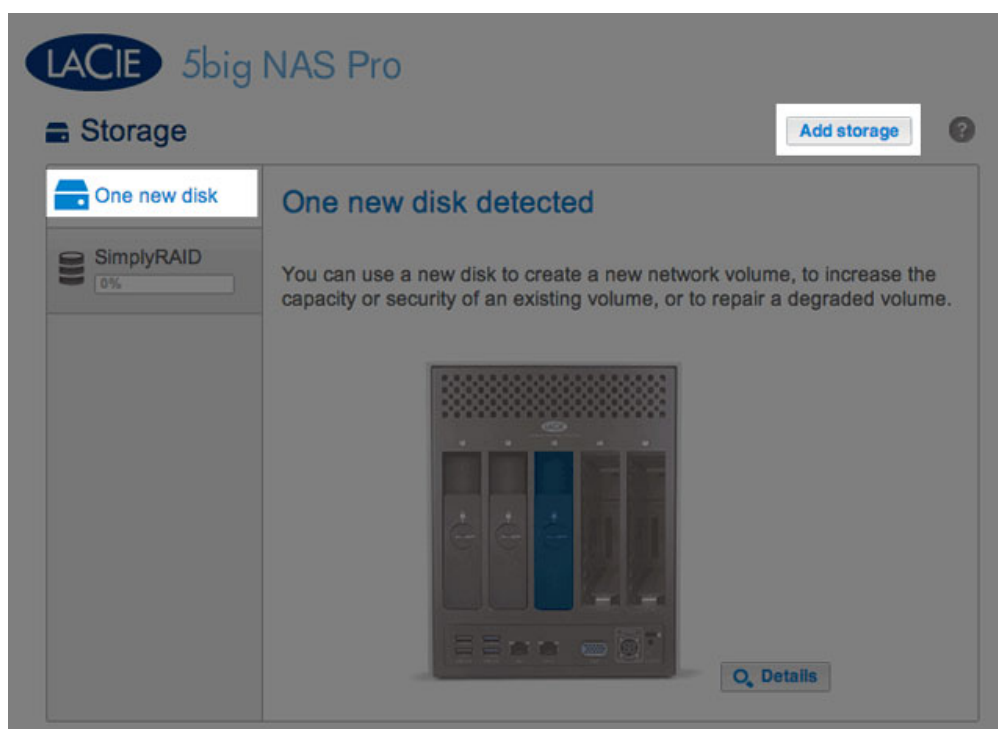 LACIE 5big NAS Pro
Storage
Add storage
?
One new disk
SimplyRAID
0%
One new disk detected
You can use a new disk to create a new network volume, to increase the
capacity or security of an existing volume, or to repair a degraded volume.
LACIE
Details